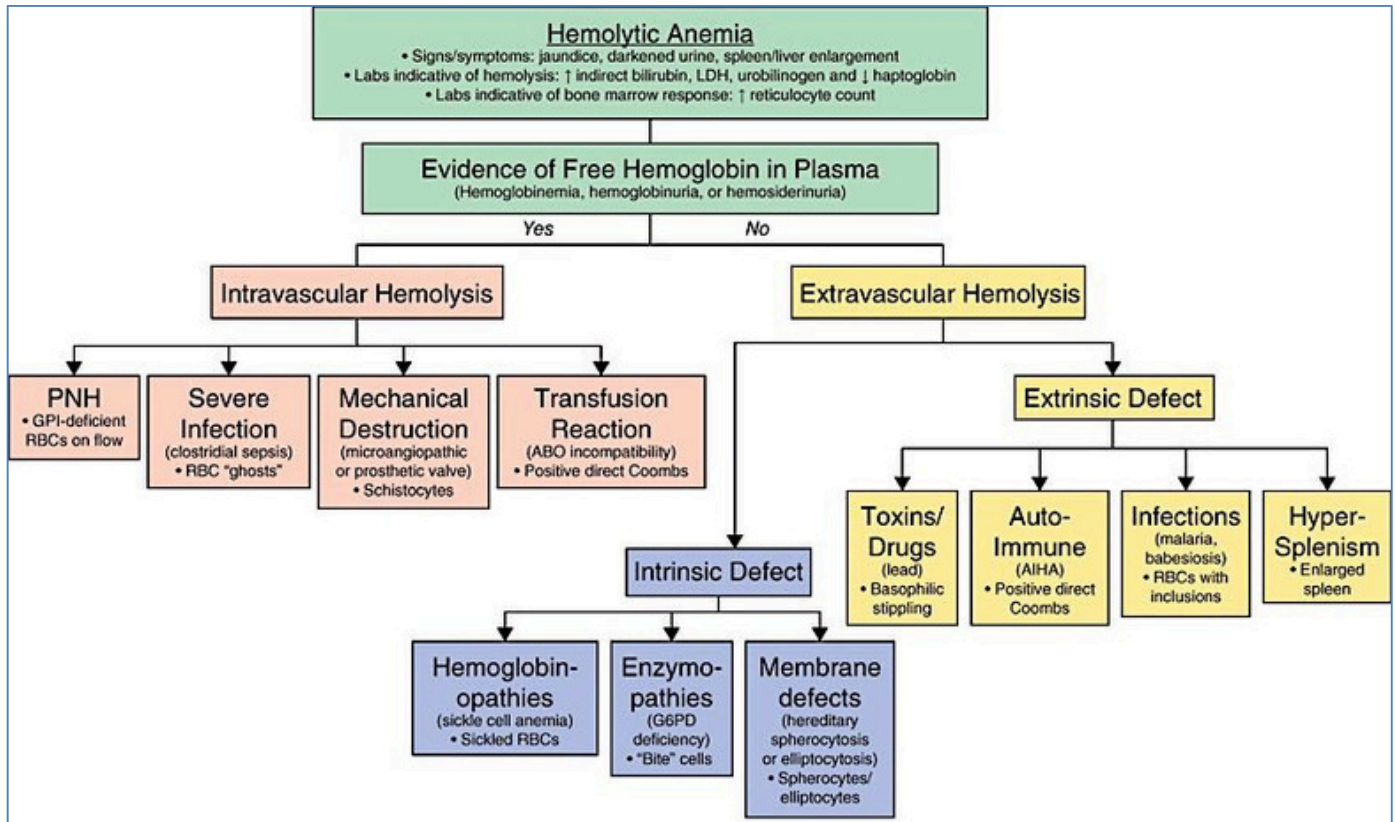 Hemolytic Anemia
• Signs/symptoms: jaundice, darkened urine, spleen/liver enlargement
• Labs indicative of hemolysis: ↑ indirect bilirubin, LDH, urobilinogen and ↓ haptoglobin
• Labs indicative of bone marrow response: ↑ reticulocyte count
Evidence of Free Hemoglobin in Plasma
(Hemoglobinemia, hemoglobinuria, or hemosiderinuria)
Yes
No
Intravascular Hemolysis
Extravascular Hemolysis
PNH
• GPI-deficient
RBCs on flow
Severe
Infection
(clostridial sepsis)
• RBC "ghosts"
Mechanical
Destruction
(microangiopathic
or prosthetic valve)
• Schistocytes
Transfusion
Reaction
(ABO incompatibility)
• Positive direct Coombs
Extrinsic Defect
Toxins/
Drugs
(lead)
• Basophilic
stippling
Auto-
Immune
(AIHA)
• Positive direct
Coombs
Infections
(malaria,
babesiosis)
• RBCs with
inclusions
Hyper-
Splenism
• Enlarged
spleen
Intrinsic Defect
Hemoglobin-
opathies
(sickle cell anemia)
• Sickled RBCs
Enzymo-
pathies
(G6PD
deficiency)
• "Bite" cells
Membrane
defects
(hereditary
spherocytosis
or elliptocytosis)
• Spherocytes/
elliptocytes